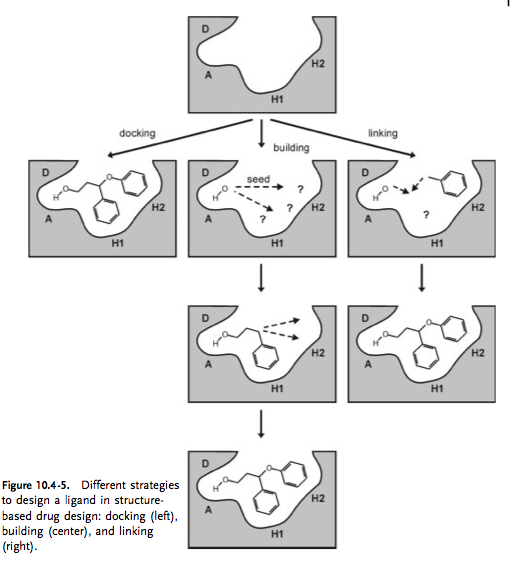 D
H2
A
H1
docking
building
linking
D
H O
A
H2
H1
O
D
seed
H O
?
?
?
A
H2
H1
D
H O
?
A
H2
H1
D
H O
A
H2
H1
D
O
H O
A
H2
H1
D
O
H O
A
H2
H1
Figure 10.4-5. Different strategies
to design a ligand in structure-
based drug design: docking (left),
building (center), and linking
(right).